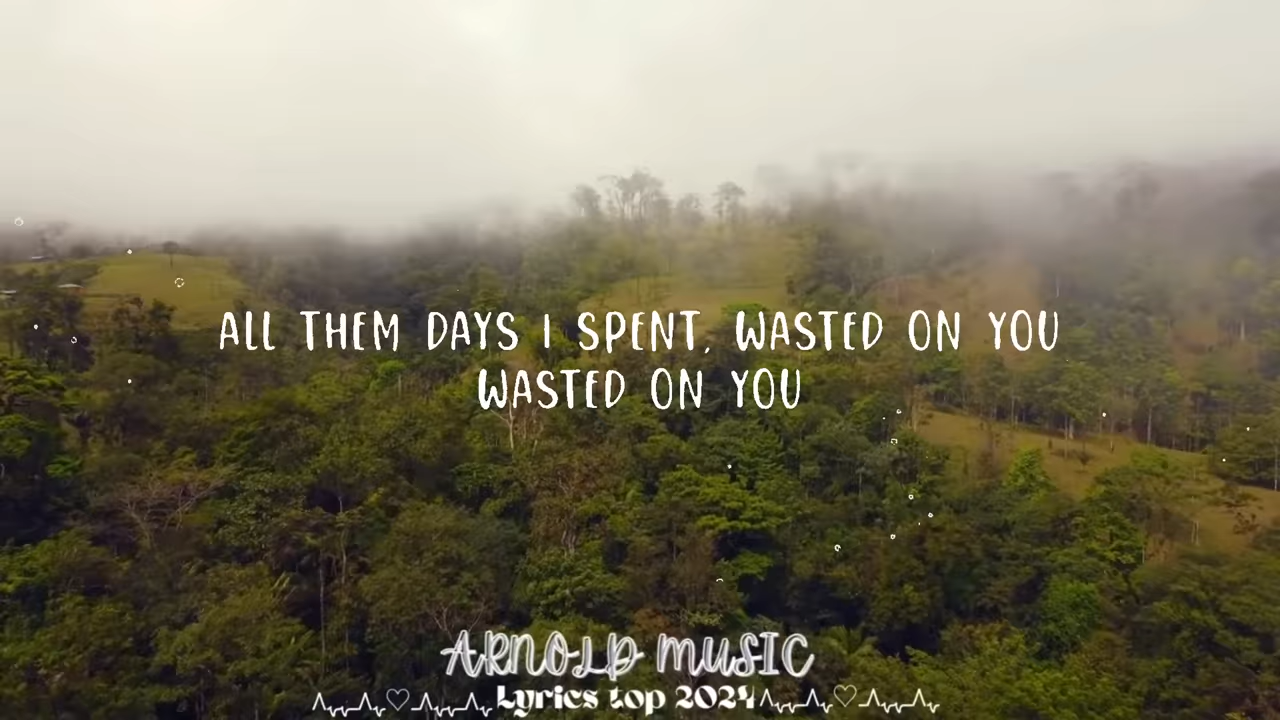 ALL THEM DAYS I SPENT, WASTED ON YOU
WASTED ON YOU
ARNOLD MUSIC
Lyrics top 2024